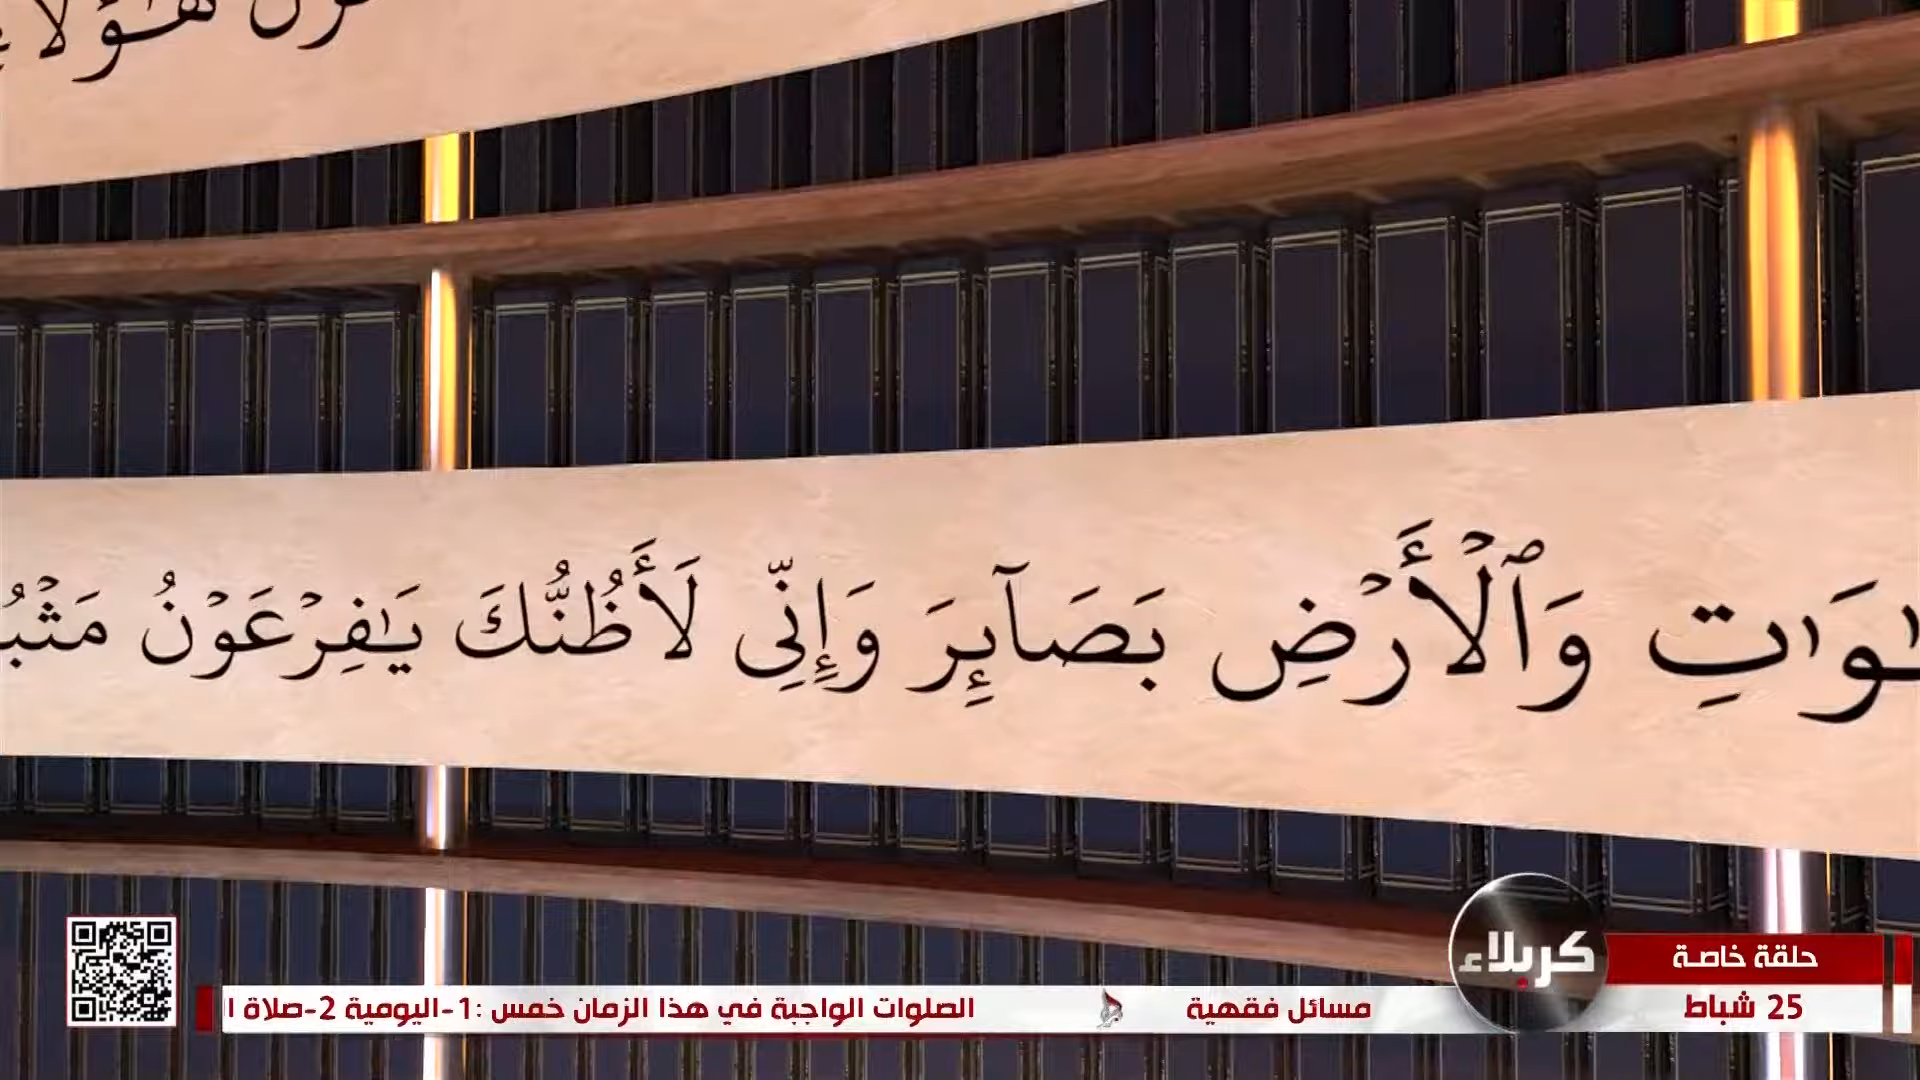 هَٰٓؤُلَآءِ
وَٰتِ وَٱلْأَرْضِ بَصَآئِرَ وَإِنِّى لَأَظُنُّكَ يَٰفِرْعَوْنُ
كربلاء
حلقة خاصة
25 شباط
مسائل فقهية
الصلوات الواجبة في هذا الزمان خمس :1-اليومية 2-صلاة